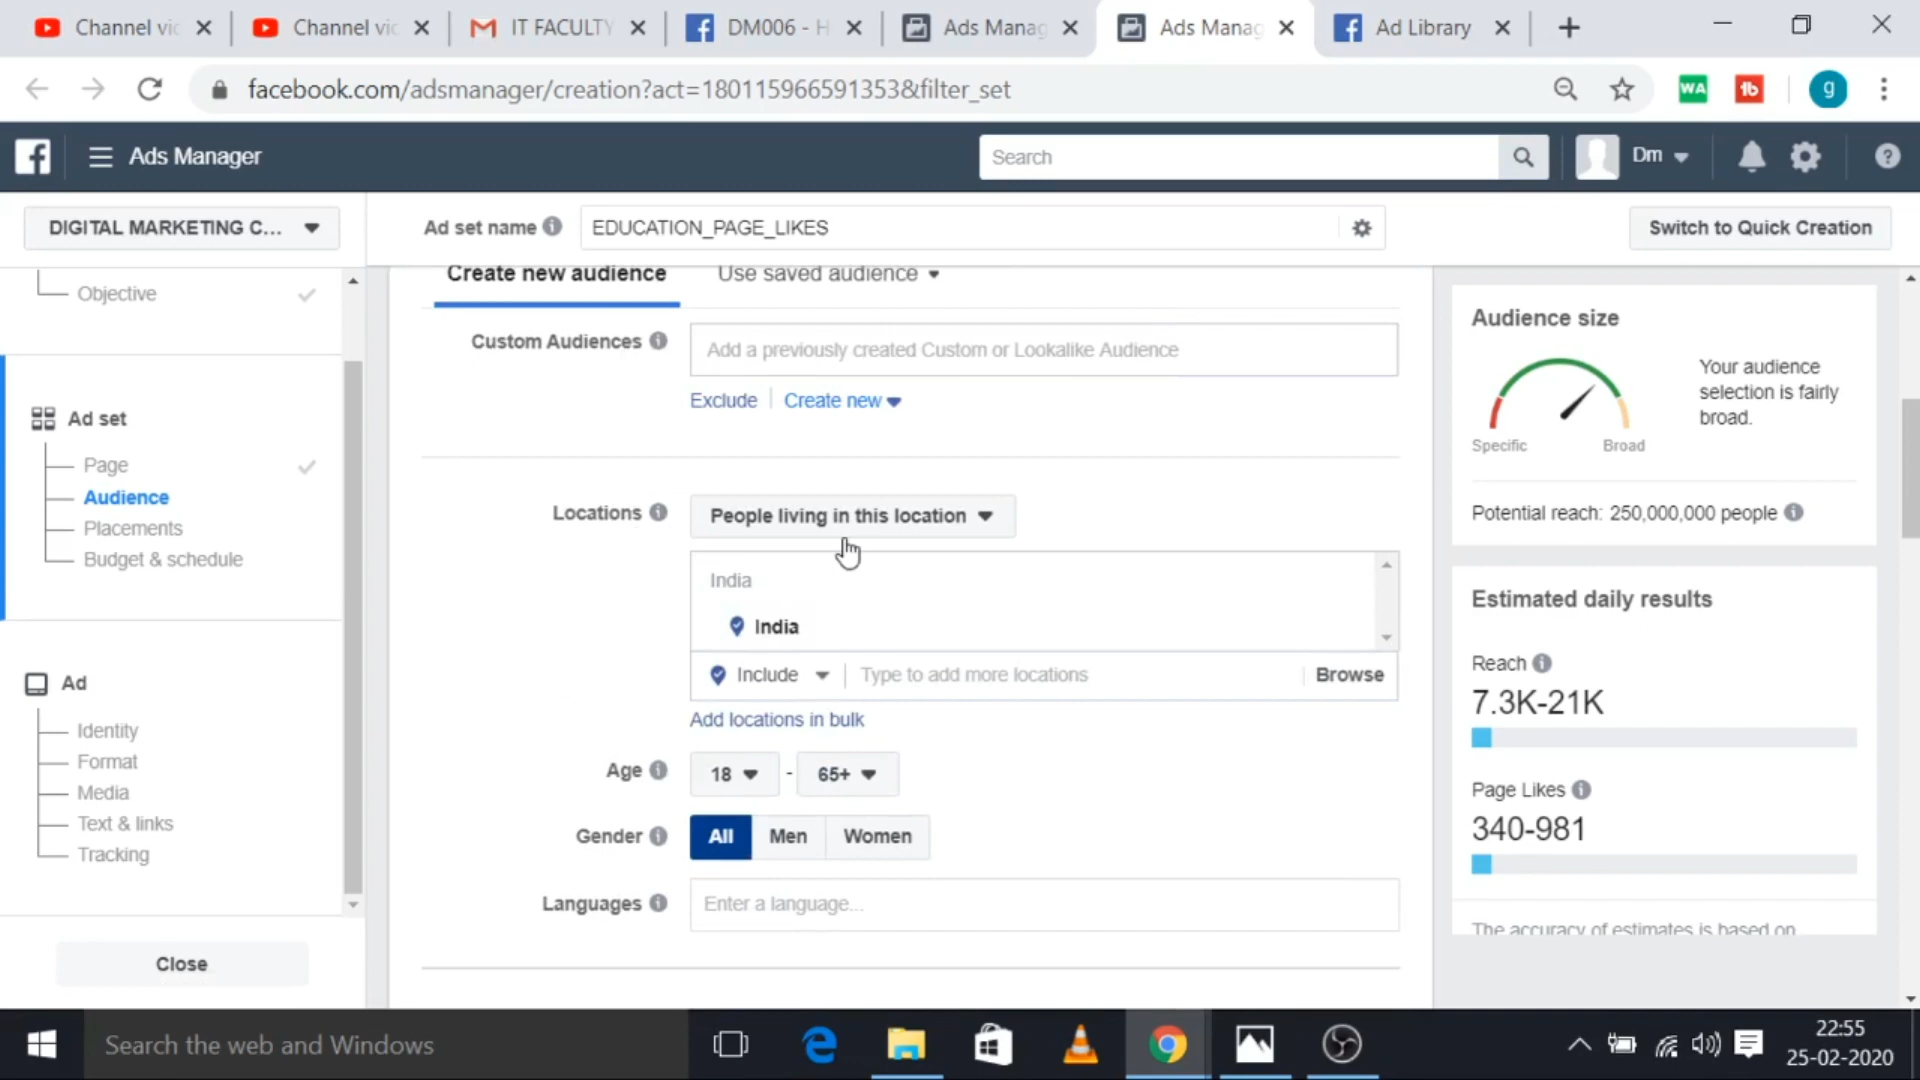 Channel vic
Channel vic
IT FACULTY
DM006 - H
Ads Manag
Ads Manag
Ad Library
facebook.com/adsmanager/creation?act=180115966591353&filter_set
WA
tb
g
Ads Manager
Search
Dm
DIGITAL MARKETING C...
Ad set name
EDUCATION_PAGE_LIKES
Switch to Quick Creation
Objective
Ad set
Page
Audience
Placements
Budget & schedule
Ad
Identity
Format
Media
Text & links
Tracking
Close
Create new audience
Use saved audience
Custom Audiences
Add a previously created Custom or Lookalike Audience
Exclude
Create new
Locations
People living in this location
India
India
Include
Type to add more locations
Browse
Add locations in bulk
Age
18
-
65+
Gender
All
Men
Women
Languages
Enter a language...
Audience size
Specific
Broad
Your audience
selection is fairly
broad.
Potential reach: 250,000,000 people
Estimated daily results
Reach
7.3K-21K
Page Likes
340-981
The accuracy of estimates is based on
Search the web and Windows
22:55
25-02-2020